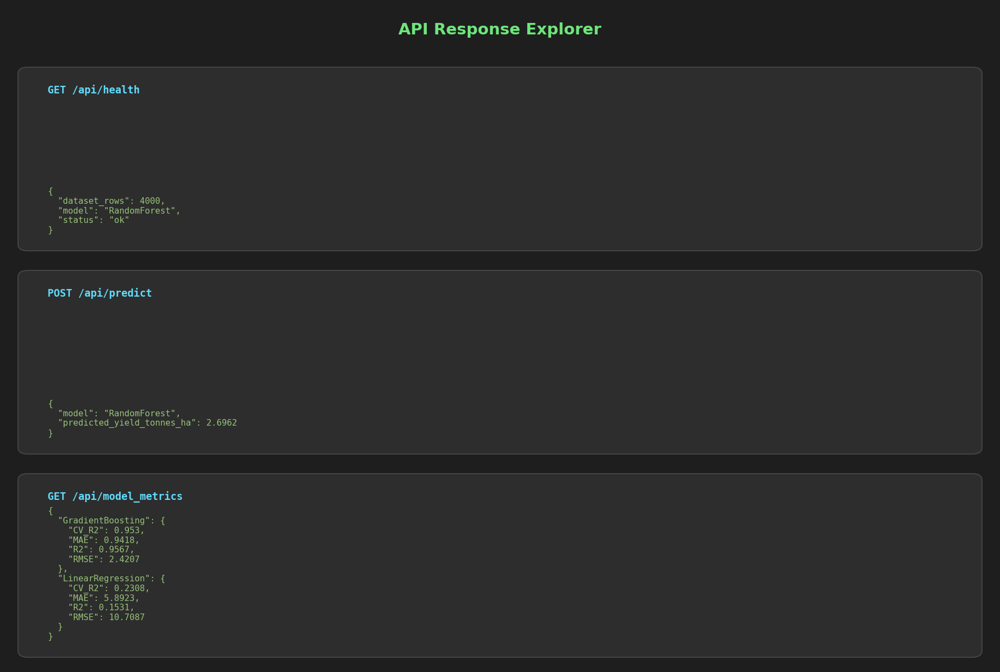 API Response Explorer
GET /api/health
{
  "dataset_rows": 4000,
  "model": "RandomForest",
  "status": "ok"
}
POST /api/predict
{
  "model": "RandomForest",
  "predicted_yield_tonnes_ha": 2.6962
}
GET /api/model_metrics
{
  "GradientBoosting": {
    "CV_R2": 0.953,
    "MAE": 0.9418,
    "R2": 0.9567,
    "RMSE": 2.4207
  },
  "LinearRegression": {
    "CV_R2": 0.2308,
    "MAE": 5.8923,
    "R2": 0.1531,
    "RMSE": 10.7087
  }
}